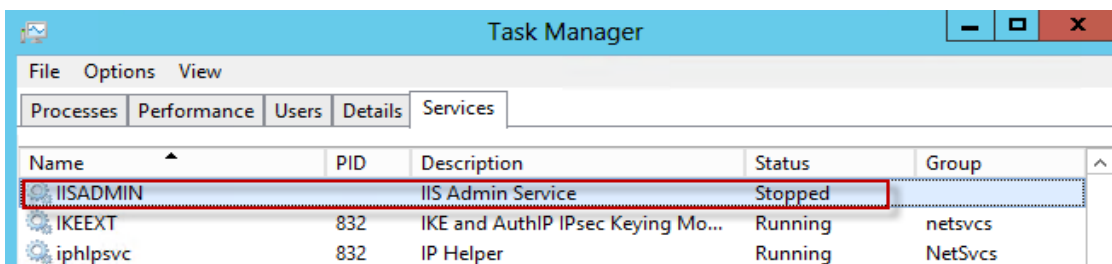 Task Manager
File Options View
Processes Performance Users Details Services
Name PID Description Status Group
IISADMIN IIS Admin Service Stopped
IKEEXT 832 IKE and AuthIP IPsec Keying Mo... Running netsvcs
iphlpsvc 832 IP Helper Running NetSvcs